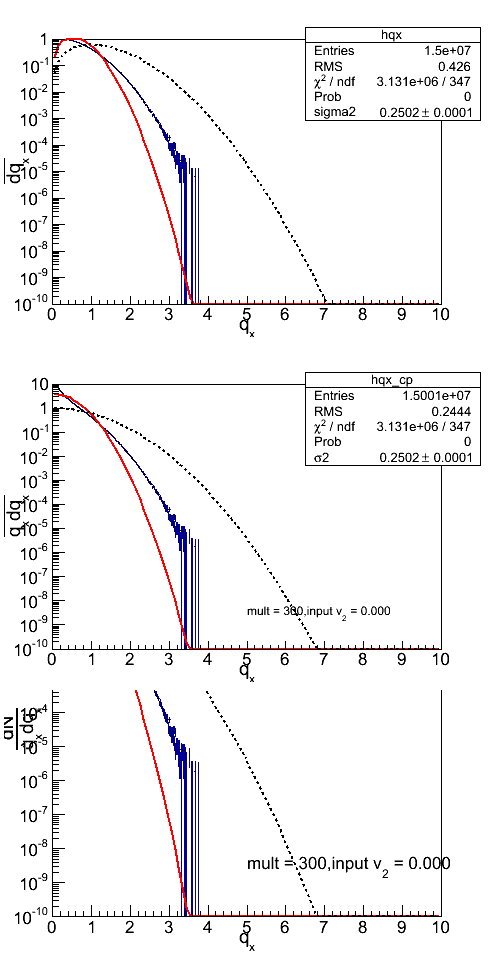 hqx
Entries 1.5e+07
RMS 0.426
χ² / ndf 3.131e+06 / 347
Prob 0
sigma2 0.2502 ± 0.0001
1
10⁻¹
10⁻²
10⁻³
10⁻⁴
10⁻⁵
10⁻⁶
10⁻⁷
10⁻⁸
10⁻⁹
10⁻¹⁰
dqₓ
0 1 2 3 4 5 6 7 8 9 10
qₓ
hqx_cp
Entries 1.5001e+07
RMS 0.2444
χ² / ndf 3.131e+06 / 347
Prob 0
σ2 0.2502 ± 0.0001
10
1
10⁻¹
10⁻²
10⁻³
10⁻⁴
10⁻⁵
10⁻⁶
10⁻⁷
10⁻⁸
10⁻⁹
10⁻¹⁰
qₓdqₓ
mult = 300,input v₂ = 0.000
0 1 2 3 4 5 6 7 8 9 10
qₓ
10⁻⁴
10⁻⁵
10⁻⁶
10⁻⁷
10⁻⁸
10⁻⁹
10⁻¹⁰
dN
qₓdqₓ
mult = 300,input v₂ = 0.000
0 1 2 3 4 5 6 7 8 9 10
qₓ